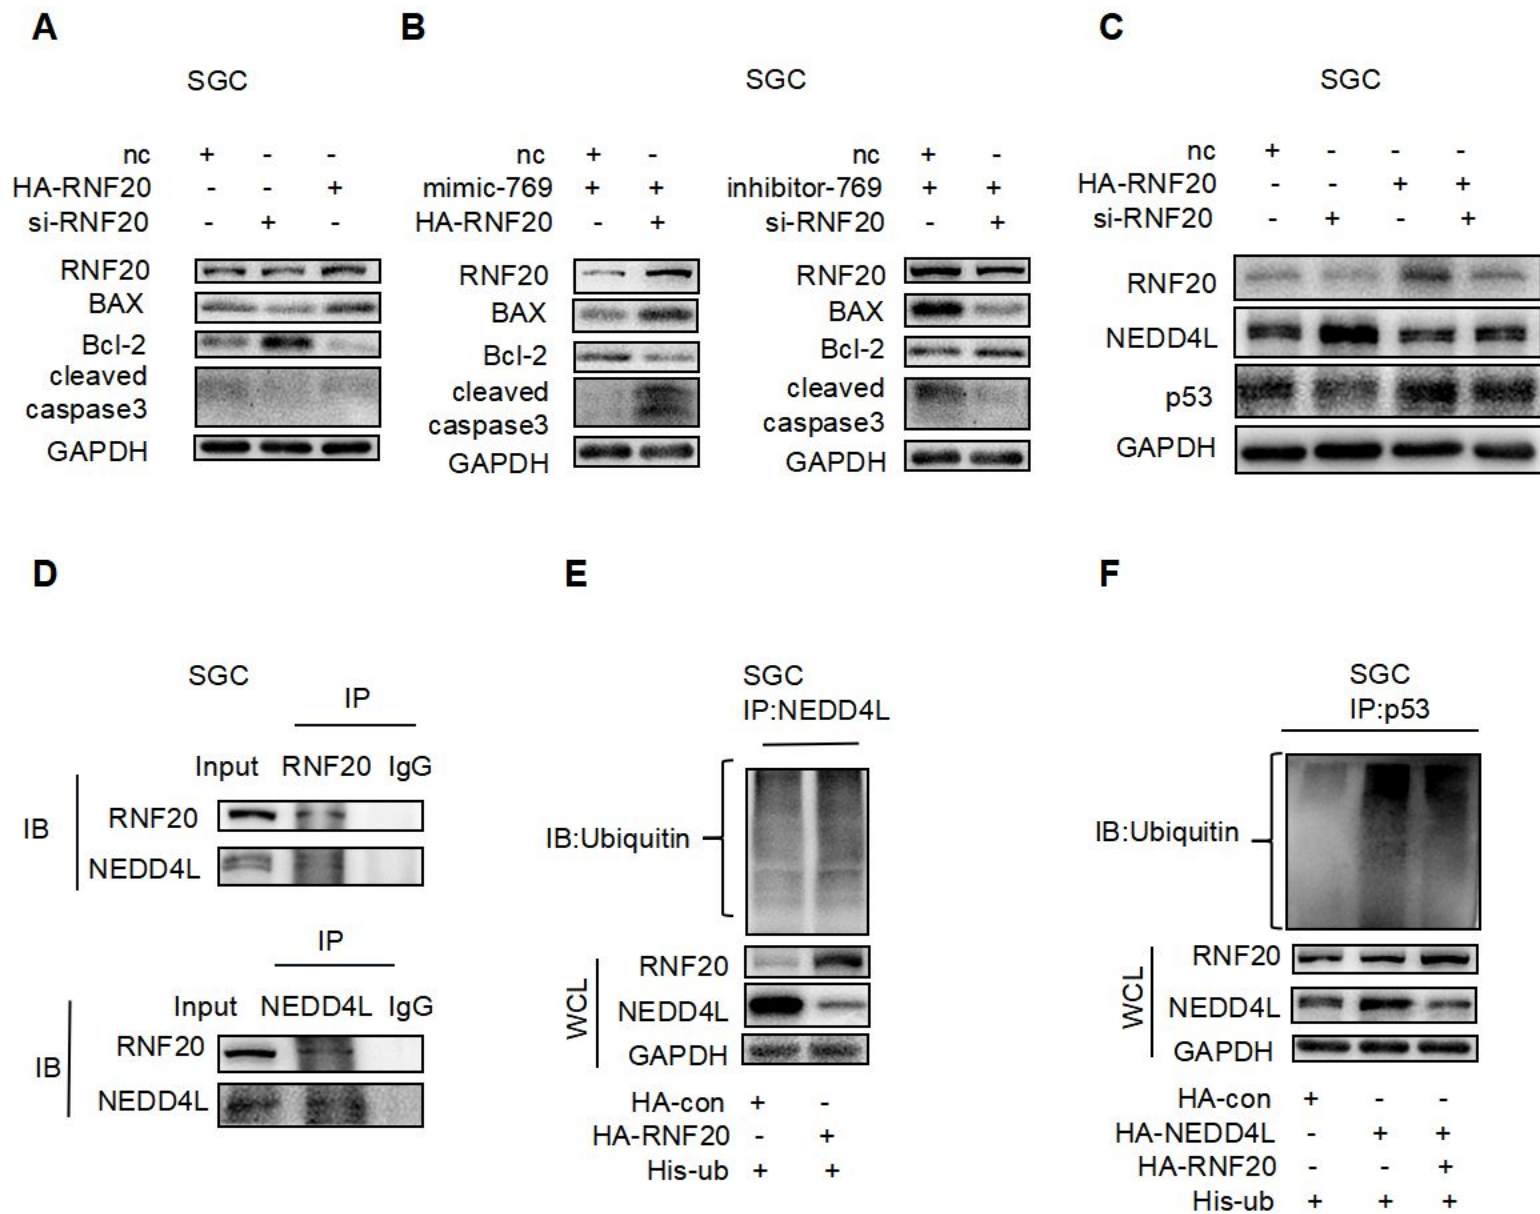 A
SGC
nc + - -
HA-RNF20 - - +
si-RNF20 - + -
RNF20
BAX
Bcl-2
cleaved
caspase3
GAPDH
B
SGC
nc + -
mimic-769 + +
HA-RNF20 - +
RNF20
BAX
Bcl-2
cleaved
caspase3
GAPDH
nc + -
inhibitor-769 + +
si-RNF20 - +
RNF20
BAX
Bcl-2
cleaved
caspase3
GAPDH
C
SGC
nc + - - -
HA-RNF20 - - + +
si-RNF20 - + - +
RNF20
NEDD4L
p53
GAPDH
D
SGC
IP
Input RNF20 IgG
IB
RNF20
NEDD4L
IP
Input NEDD4L IgG
IB
RNF20
NEDD4L
E
SGC
IP:NEDD4L
IB:Ubiquitin
WCL
RNF20
NEDD4L
GAPDH
HA-con + -
HA-RNF20 - +
His-ub + +
F
SGC
IP:p53
IB:Ubiquitin
WCL
RNF20
NEDD4L
GAPDH
HA-con + - -
HA-NEDD4L - + +
HA-RNF20 - - +
His-ub + + +